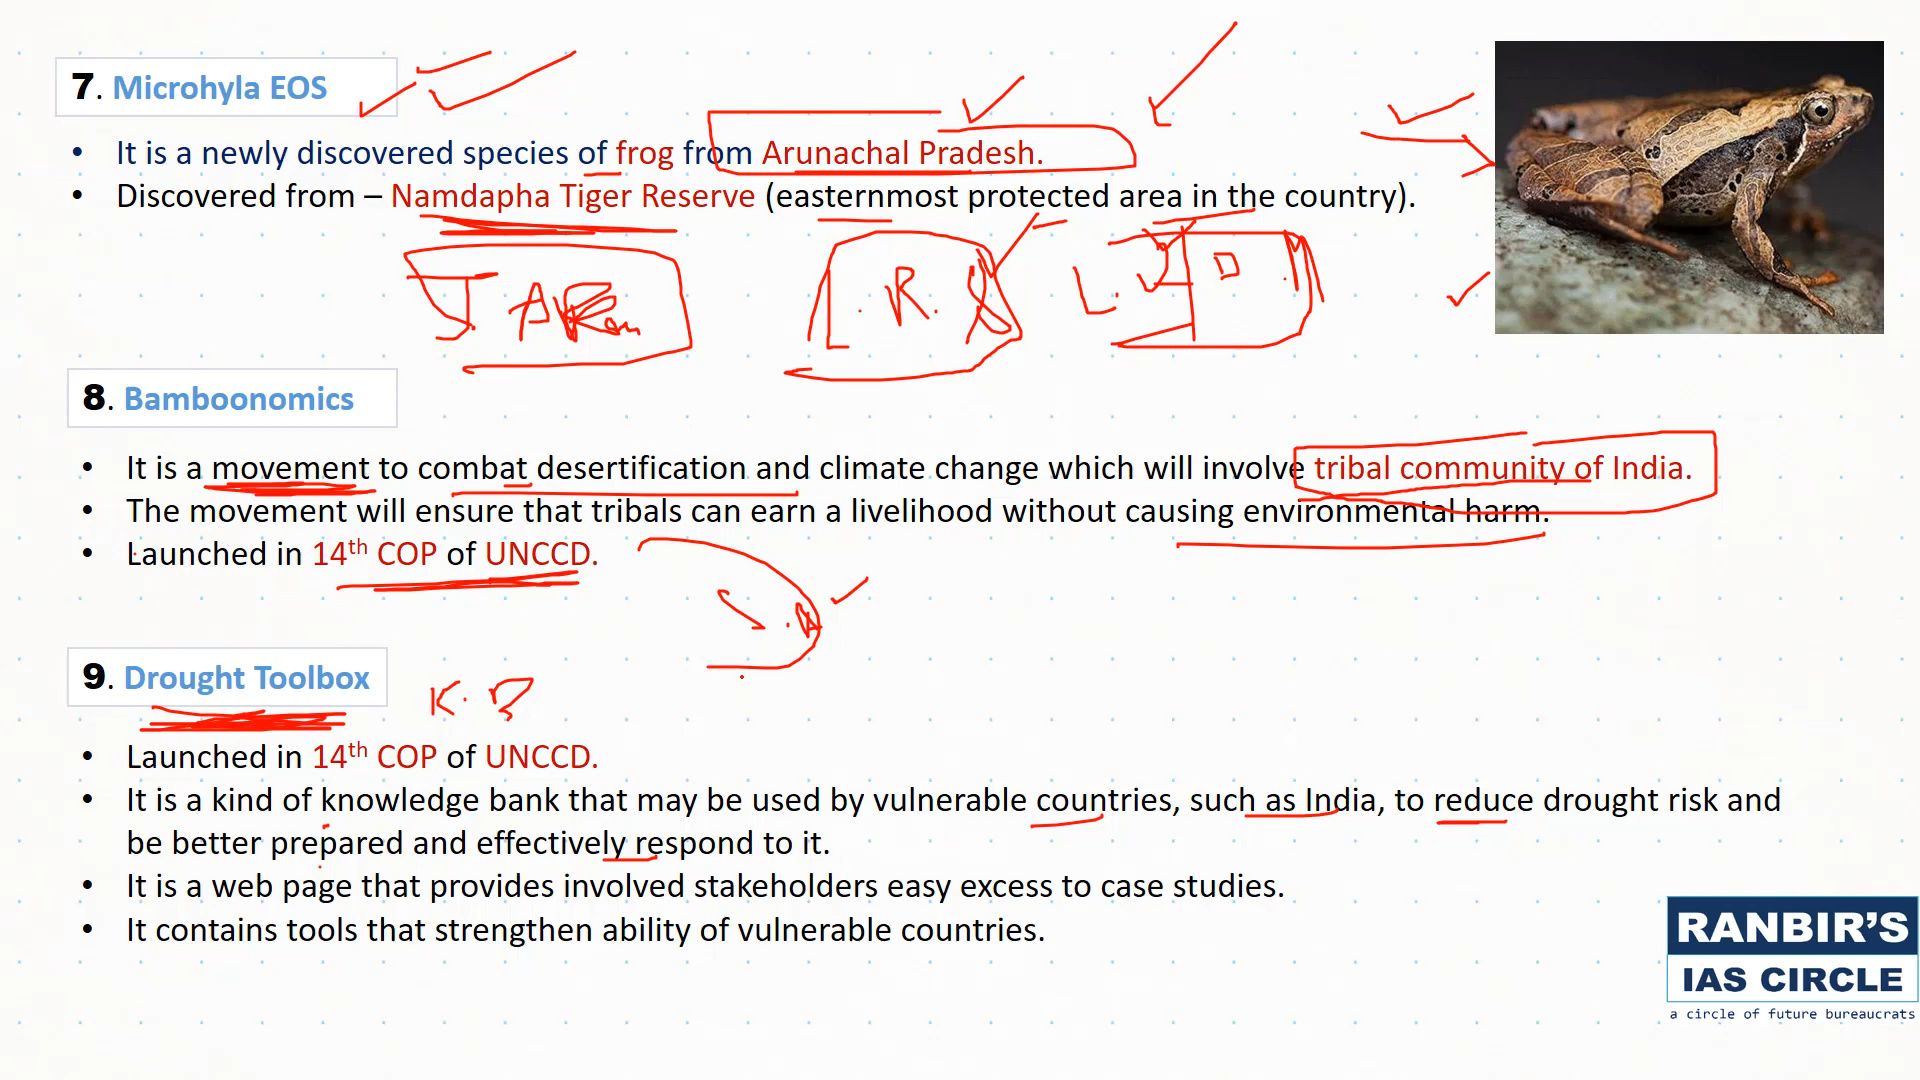 7. Microhyla EOS
• It is a newly discovered species of frog from Arunachal Pradesh.
• Discovered from – Namdapha Tiger Reserve (easternmost protected area in the country).
8. Bamboonomics
• It is a movement to combat desertification and climate change which will involve tribal community of India.
• The movement will ensure that tribals can earn a livelihood without causing environmental harm.
• Launched in 14th COP of UNCCD.
9. Drought Toolbox
• Launched in 14th COP of UNCCD.
• It is a kind of knowledge bank that may be used by vulnerable countries, such as India, to reduce drought risk and
be better prepared and effectively respond to it.
• It is a web page that provides involved stakeholders easy excess to case studies.
• It contains tools that strengthen ability of vulnerable countries.
RANBIR'S
IAS CIRCLE
a circle of future bureaucrats